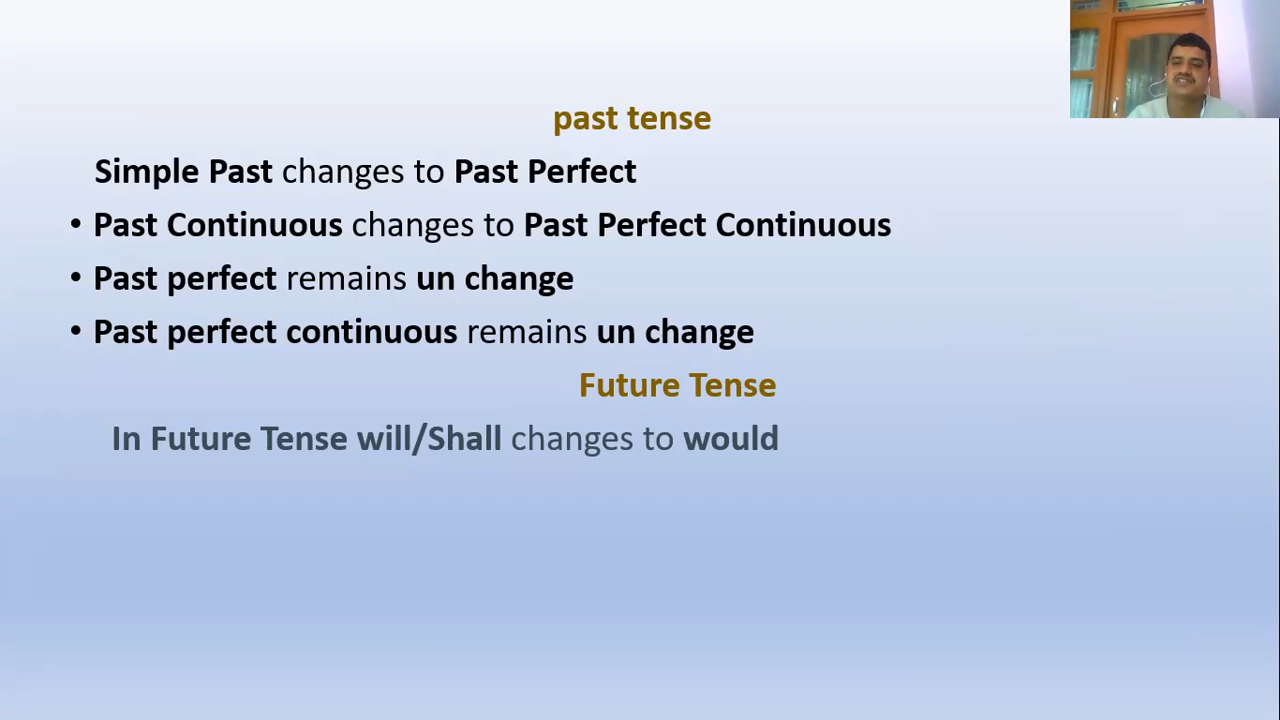 past tense
Simple Past changes to Past Perfect
• Past Continuous changes to Past Perfect Continuous
• Past perfect remains un change
• Past perfect continuous remains un change
Future Tense
In Future Tense will/Shall changes to would